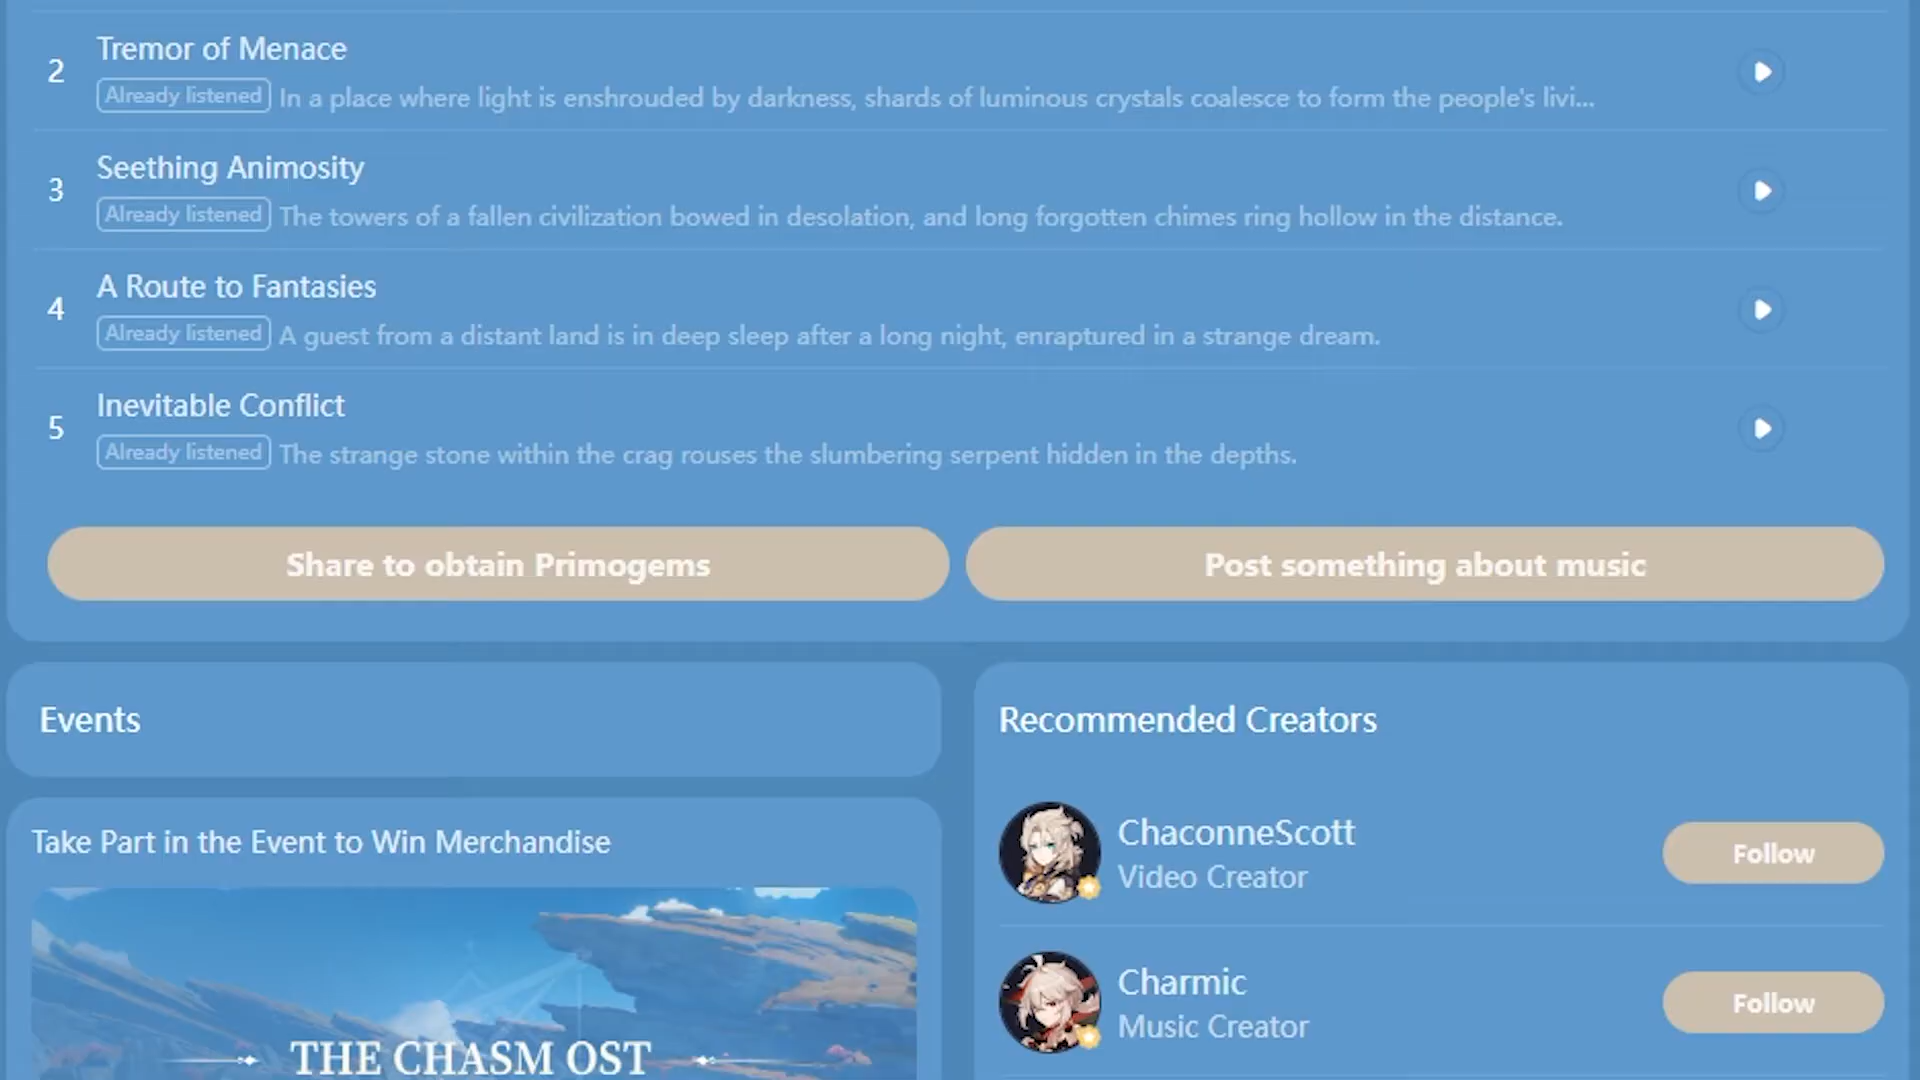 2
Tremor of Menace
Already listened In a place where light is enshrouded by darkness, shards of luminous crystals coalesce to form the people's livi...
3
Seething Animosity
Already listened The towers of a fallen civilization bowed in desolation, and long forgotten chimes ring hollow in the distance.
4
A Route to Fantasies
Already listened A guest from a distant land is in deep sleep after a long night, enraptured in a strange dream.
5
Inevitable Conflict
Already listened The strange stone within the crag rouses the slumbering serpent hidden in the depths.
Share to obtain Primogems
Post something about music
Events
Take Part in the Event to Win Merchandise
THE CHASM OST
Recommended Creators
ChaconneScott
Video Creator
Follow
Charmic
Music Creator
Follow